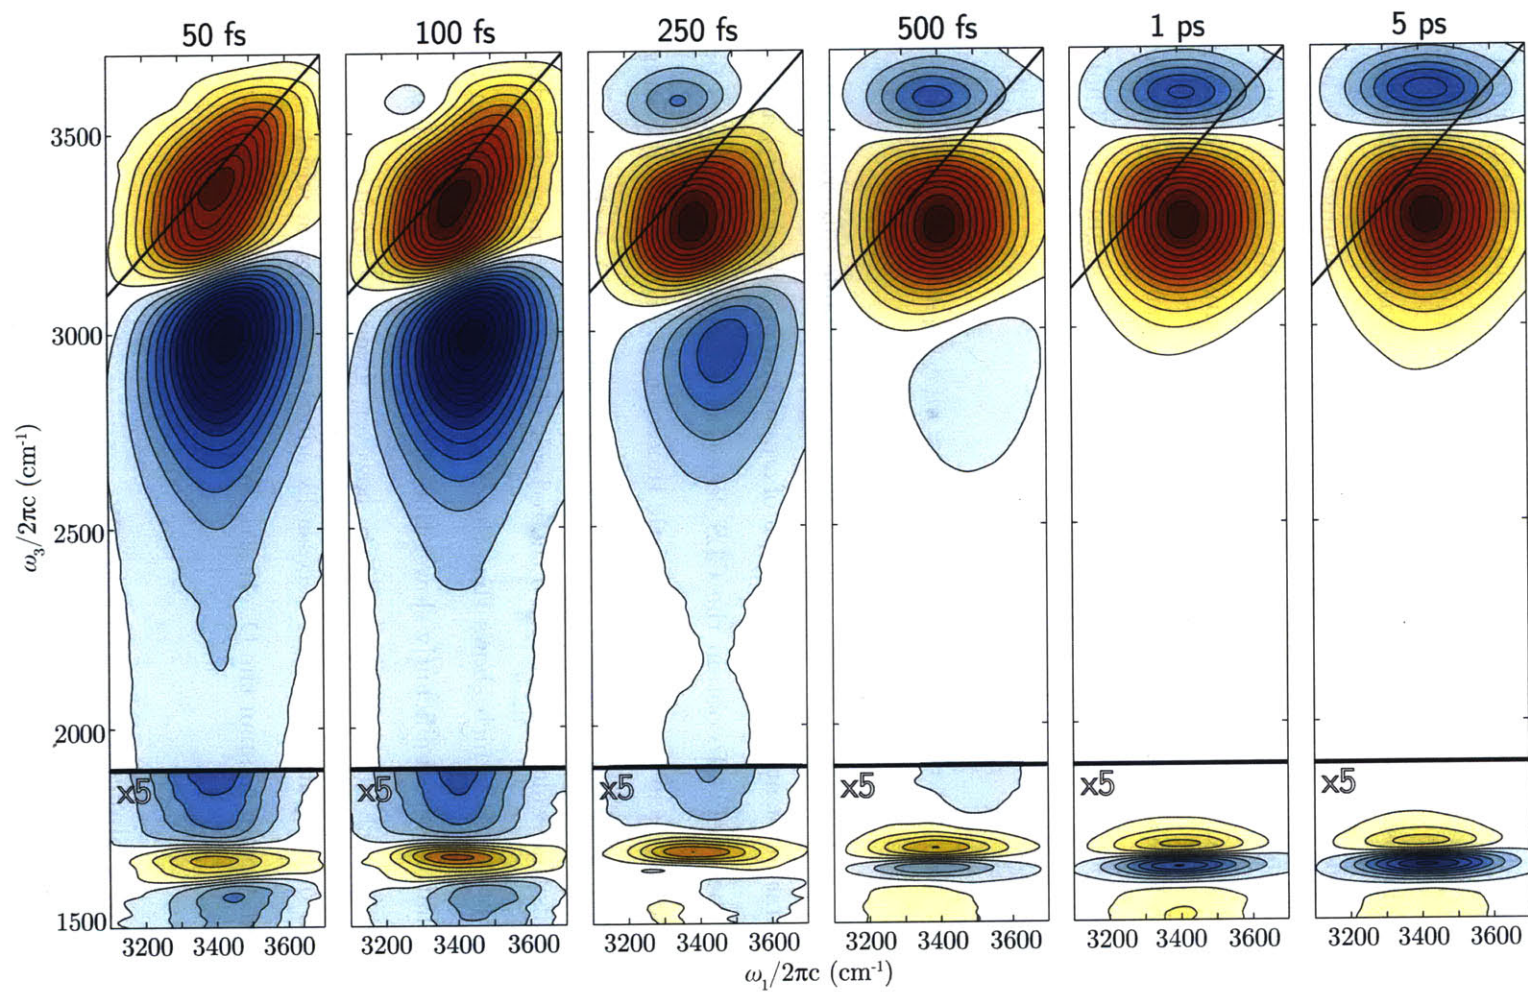 50 fs 100 fs 250 fs 500 fs 1 ps 5 ps
3500
3000
2500
2000
1500
ω₃/2πc (cm⁻¹)
x5 x5 x5 x5 x5 x5
3200 3400 3600 3200 3400 3600 3200 3400 3600 3200 3400 3600 3200 3400 3600 3200 3400 3600
ω₁/2πc (cm⁻¹)